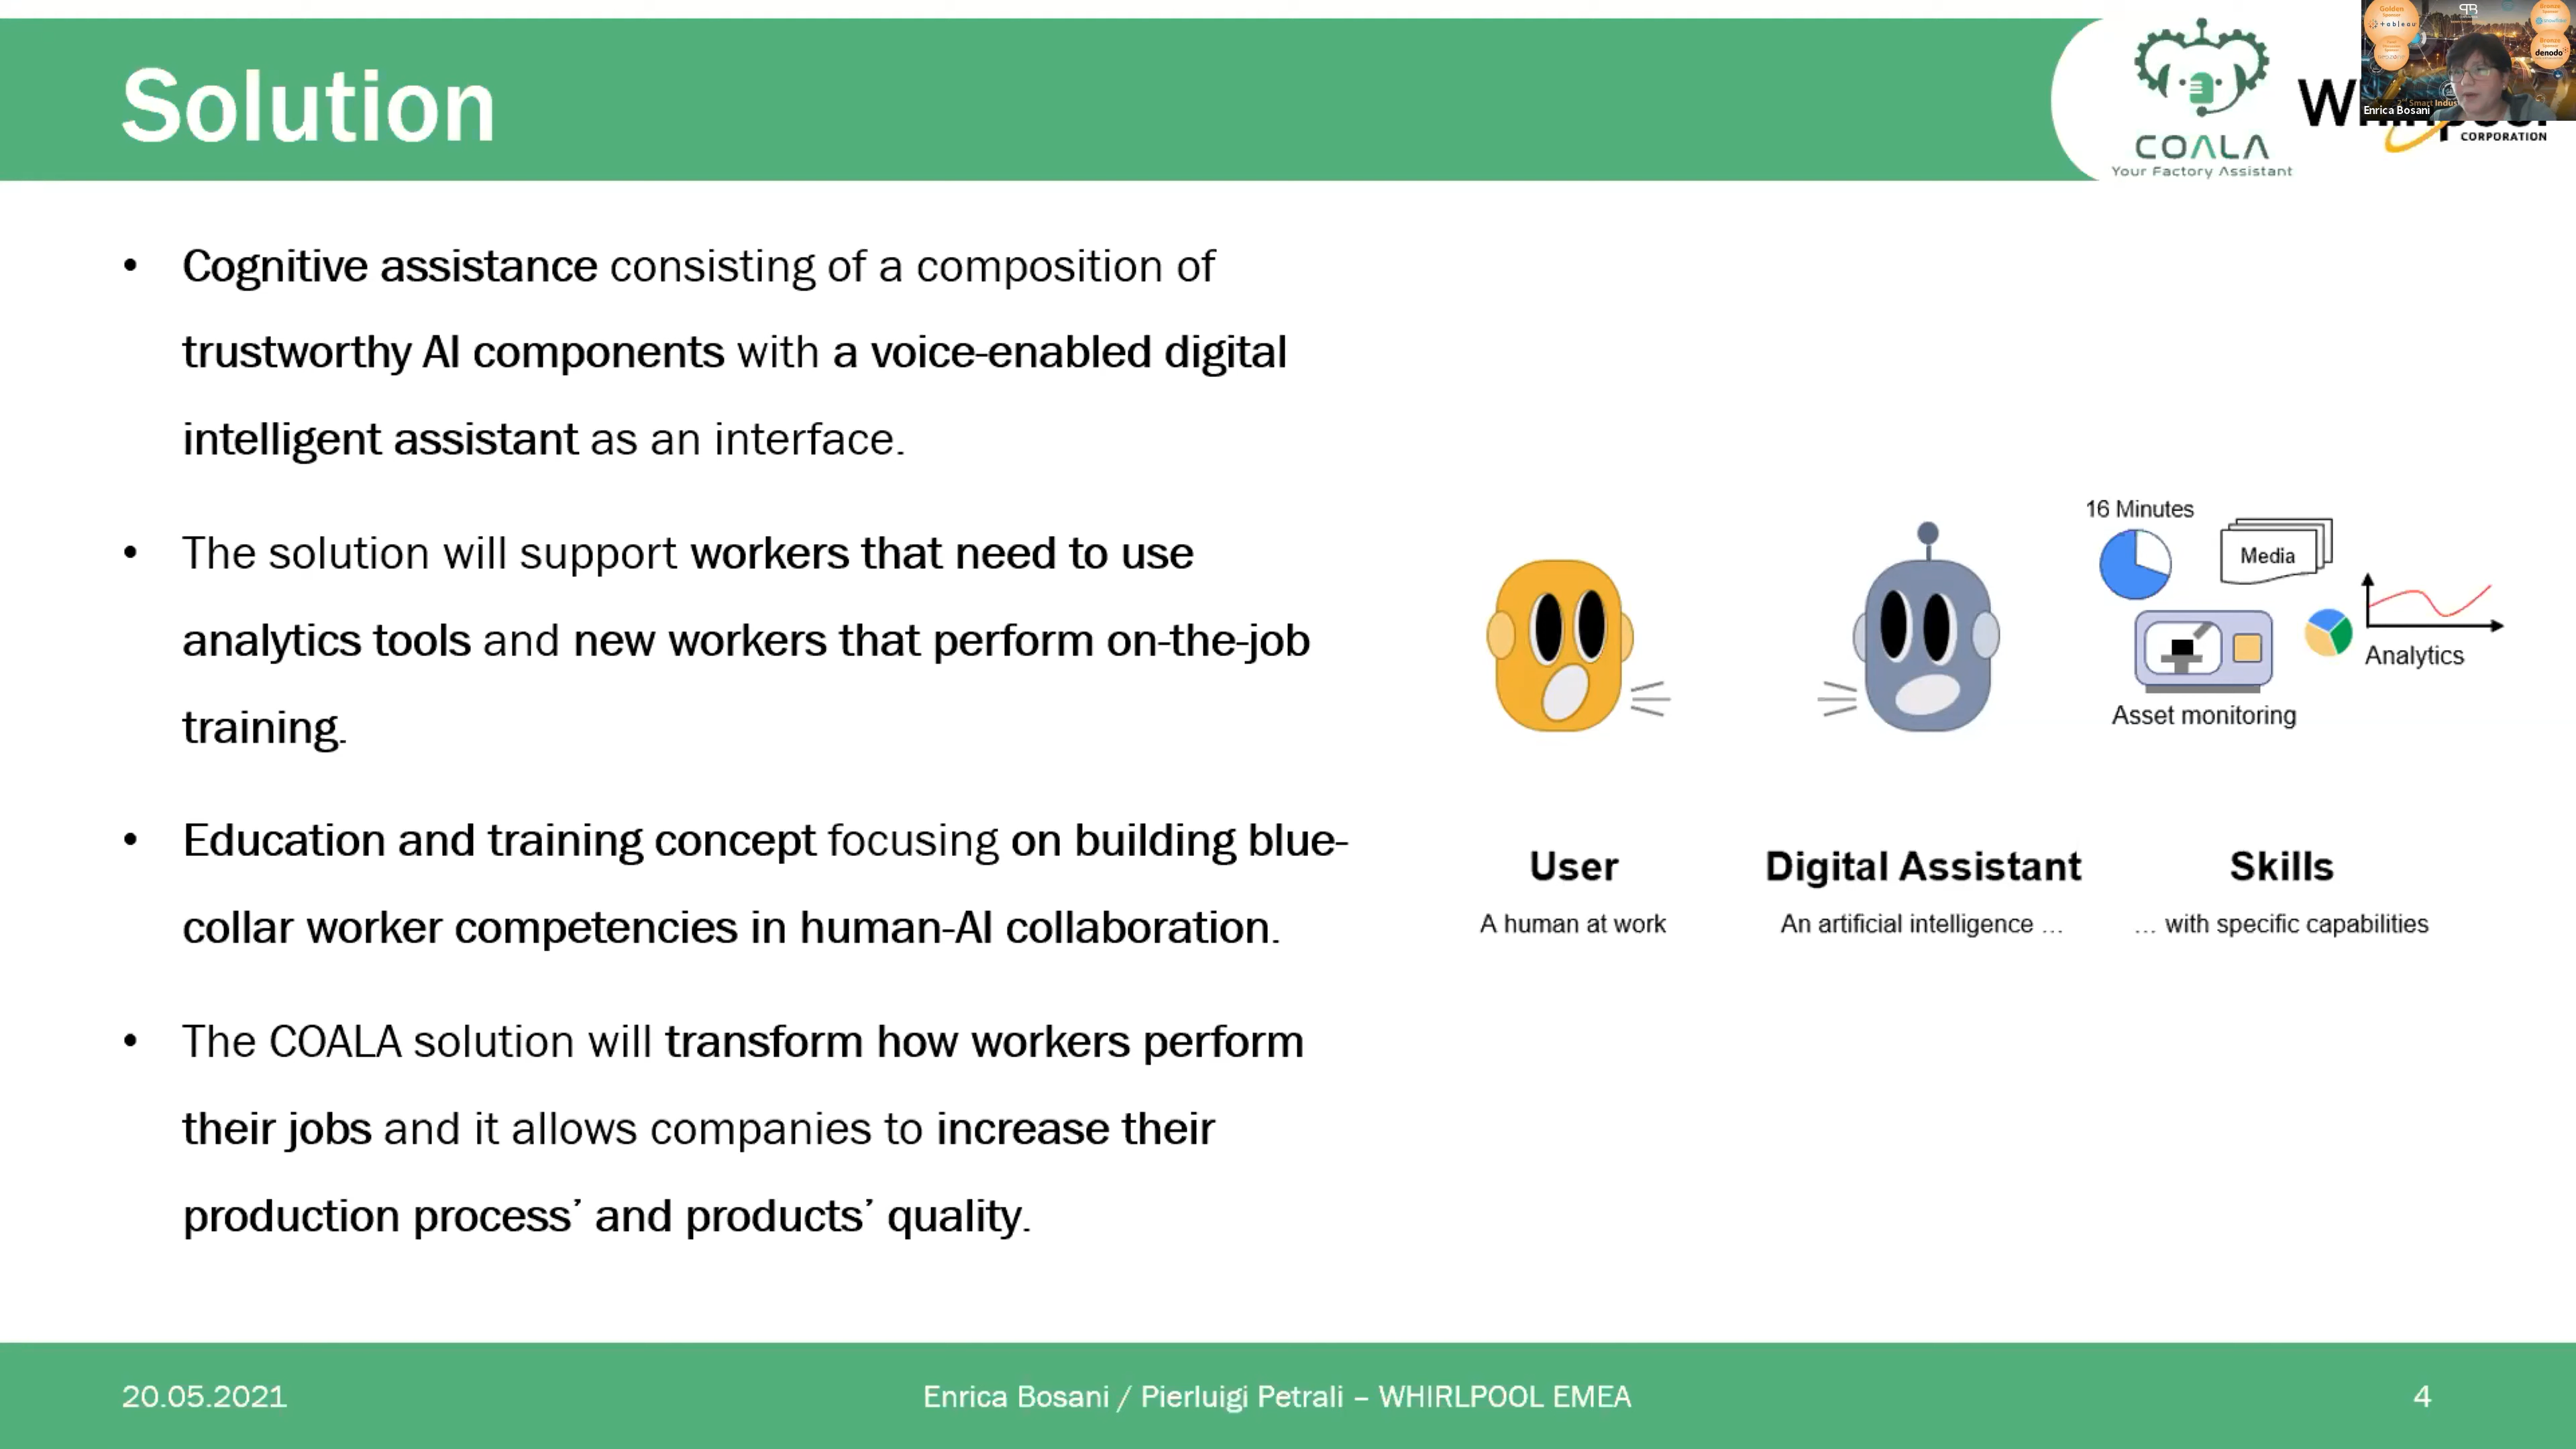 Solution
COALA
Your Factory Assistant
CORPORATION
Enrica Bosani
denodo
• Cognitive assistance consisting of a composition of
trustworthy AI components with a voice-enabled digital
intelligent assistant as an interface.
• The solution will support workers that need to use
analytics tools and new workers that perform on-the-job
training.
• Education and training concept focusing on building blue-
collar worker competencies in human-AI collaboration.
• The COALA solution will transform how workers perform
their jobs and it allows companies to increase their
production process’ and products’ quality.
16 Minutes
Media
Analytics
Asset monitoring
User
Digital Assistant
Skills
A human at work
An artificial intelligence ...
... with specific capabilities
20.05.2021
Enrica Bosani / Pierluigi Petrali – WHIRLPOOL EMEA
4